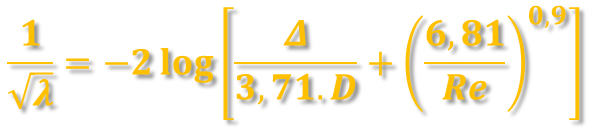 1/√λ = −2 log[Δ/(3,71.D) + (6,81/Re)^0,9]